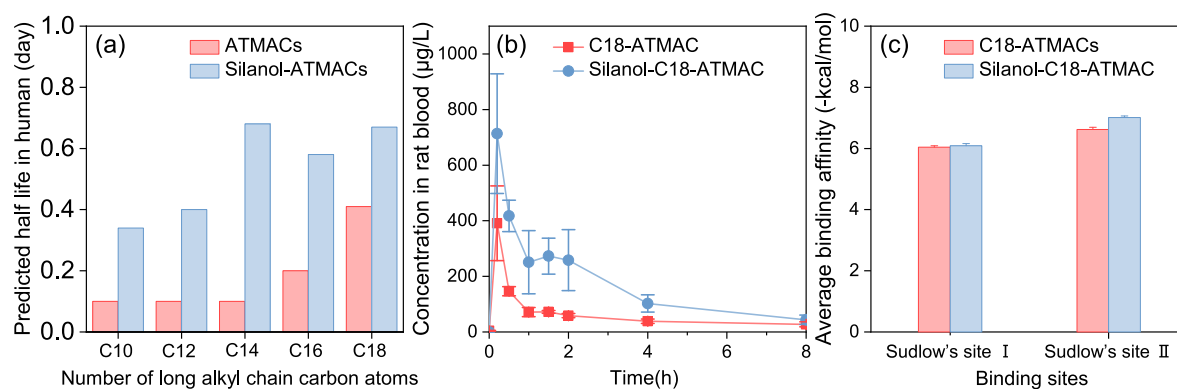 (a)
ATMACs
Silanol-ATMACs
Predicted half life in human (day)
1.0
0.8
0.6
0.4
0.2
0.0
C10 C12 C14 C16 C18
Number of long alkyl chain carbon atoms
(b)
C18-ATMAC
Silanol-C18-ATMAC
Concentration in rat blood (μg/L)
1000
800
600
400
200
0
0 2 4 6 8
Time(h)
(c)
C18-ATMACs
Silanol-C18-ATMAC
Average binding affinity (-kcal/mol)
10
8
6
4
2
0
Sudlow's site Ⅰ Sudlow's site Ⅱ
Binding sites